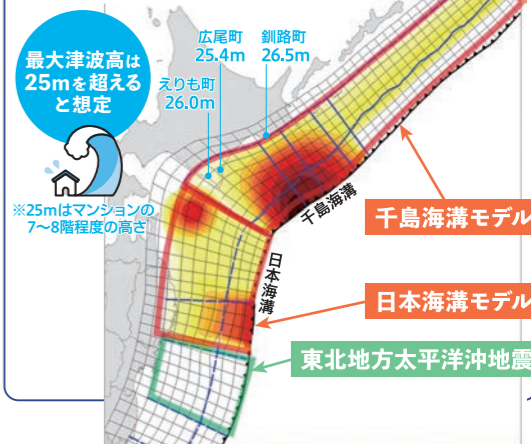 最大津波高は
25mを超える
と想定
※25mはマンションの
7〜8階程度の高さ
広尾町
25.4m
釧路町
26.5m
えりも町
26.0m
千島海溝
日本海溝
千島海溝モデル
日本海溝モデル
東北地方太平洋沖地震